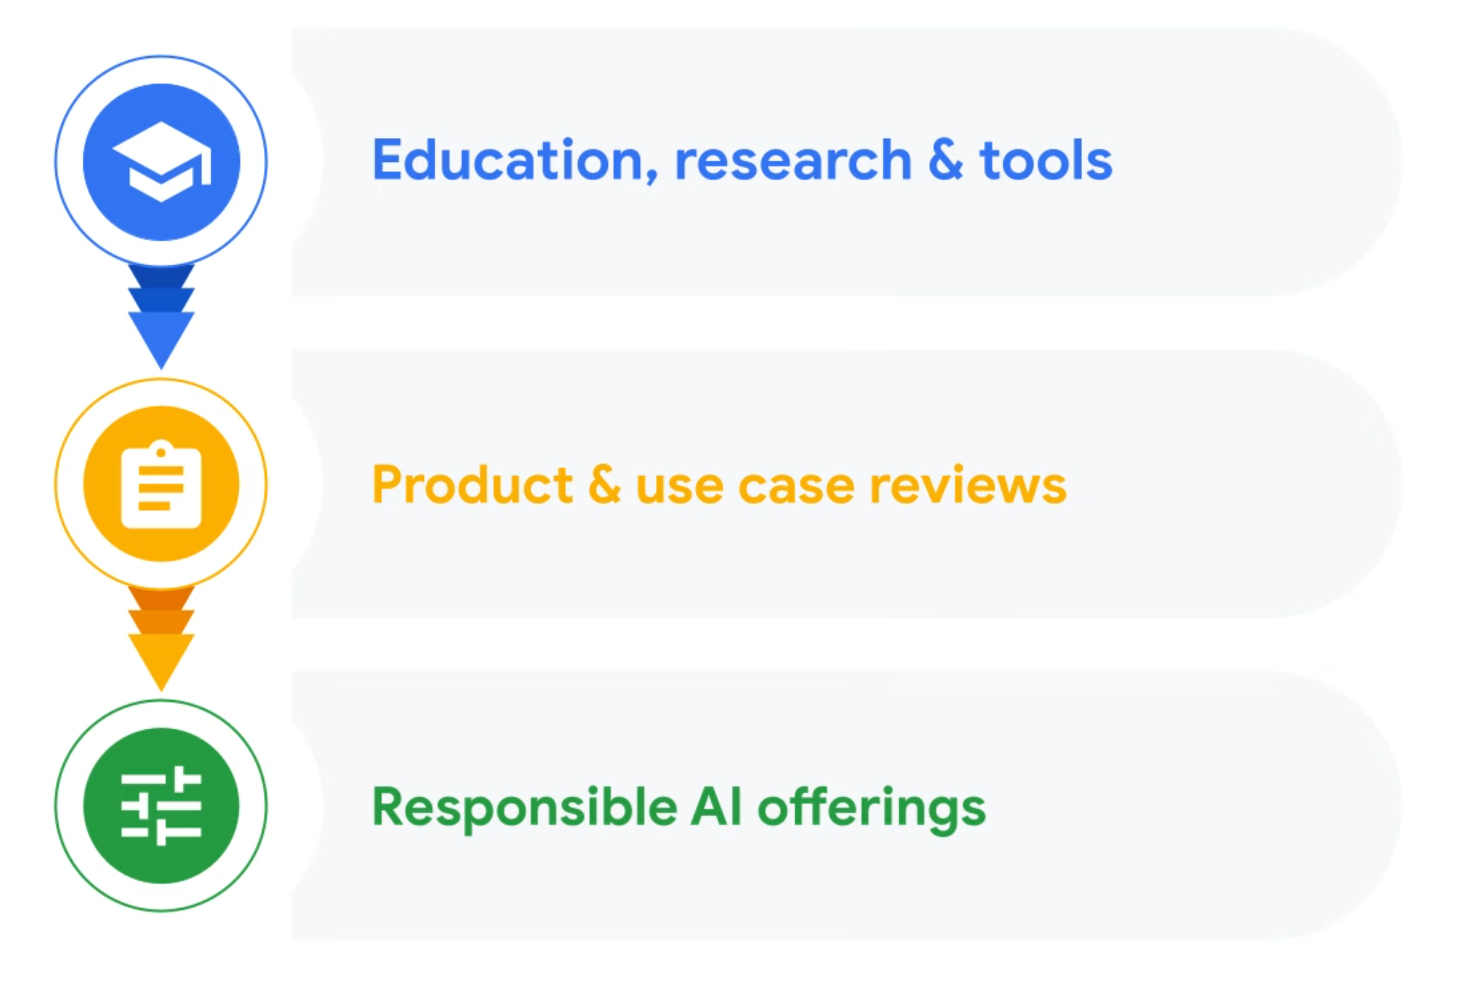 Education, research & tools
Product & use case reviews
Responsible AI offerings